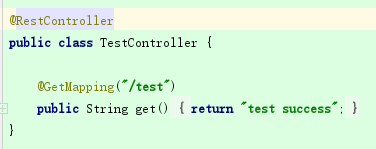 @RestController
public class TestController {
@GetMapping("/test")
public String get() { return "test success"; }
}